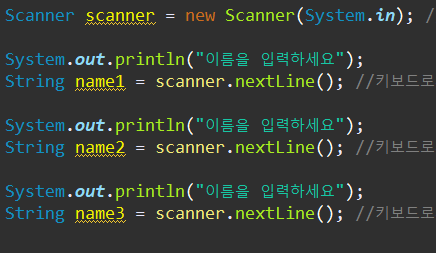 Scanner scanner = new Scanner(System.in); /
System.out.println("이름을 입력하세요");
String name1 = scanner.nextLine(); //키보드로
System.out.println("이름을 입력하세요");
String name2 = scanner.nextLine(); //키보드로
System.out.println("이름을 입력하세요");
String name3 = scanner.nextLine(); //키보드로